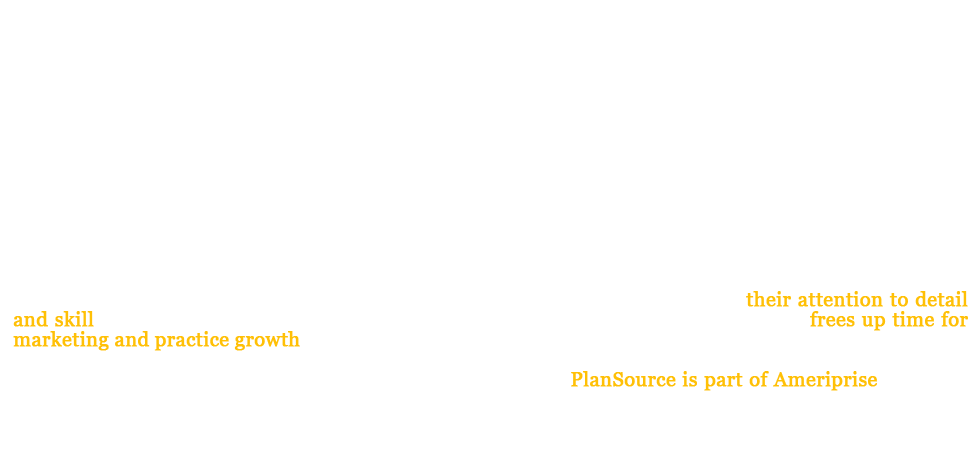 their attention to detail
and skill frees up time for
marketing and practice growth
PlanSource is part of Ameriprise